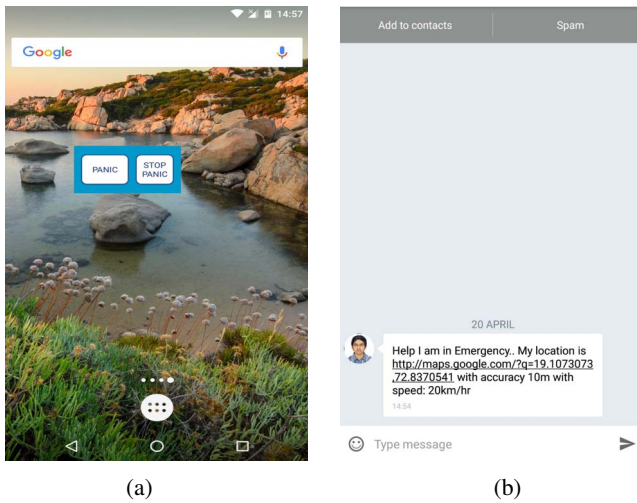 14:57
Google
PANIC
STOP
PANIC
(a)
Add to contacts
Spam
20 APRIL
Help I am in Emergency.. My location is
http://maps.google.com/?q=19.1073073
,72.8370541 with accuracy 10m with
speed: 20km/hr
14:54
Type message
(b)